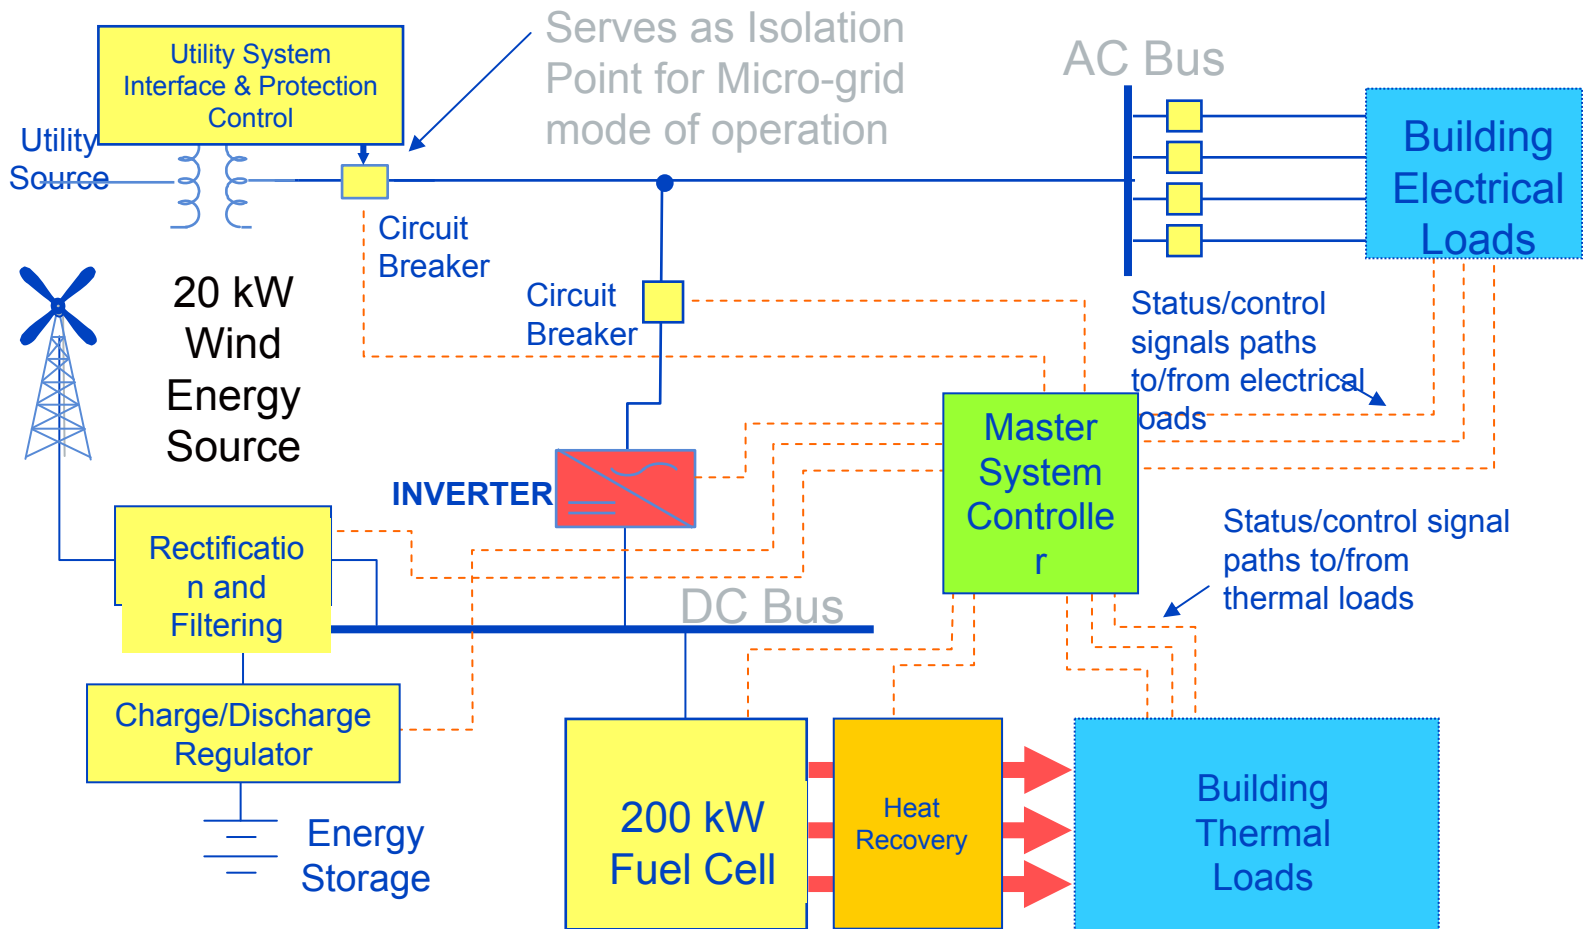 Serves as Isolation
Point for Micro-grid
mode of operation
AC Bus
Utility System
Interface & Protection
Control
Utility
Source
Circuit
Breaker
Building
Electrical
Loads
20 kW
Wind
Energy
Source
Circuit
Breaker
Status/control
signals paths
to/from electrical
loads
INVERTER
Master
System
Controlle
r
Rectificatio
n and
Filtering
Status/control signal
paths to/from
thermal loads
DC Bus
Charge/Discharge
Regulator
Energy
Storage
200 kW
Fuel Cell
Heat
Recovery
Building
Thermal
Loads